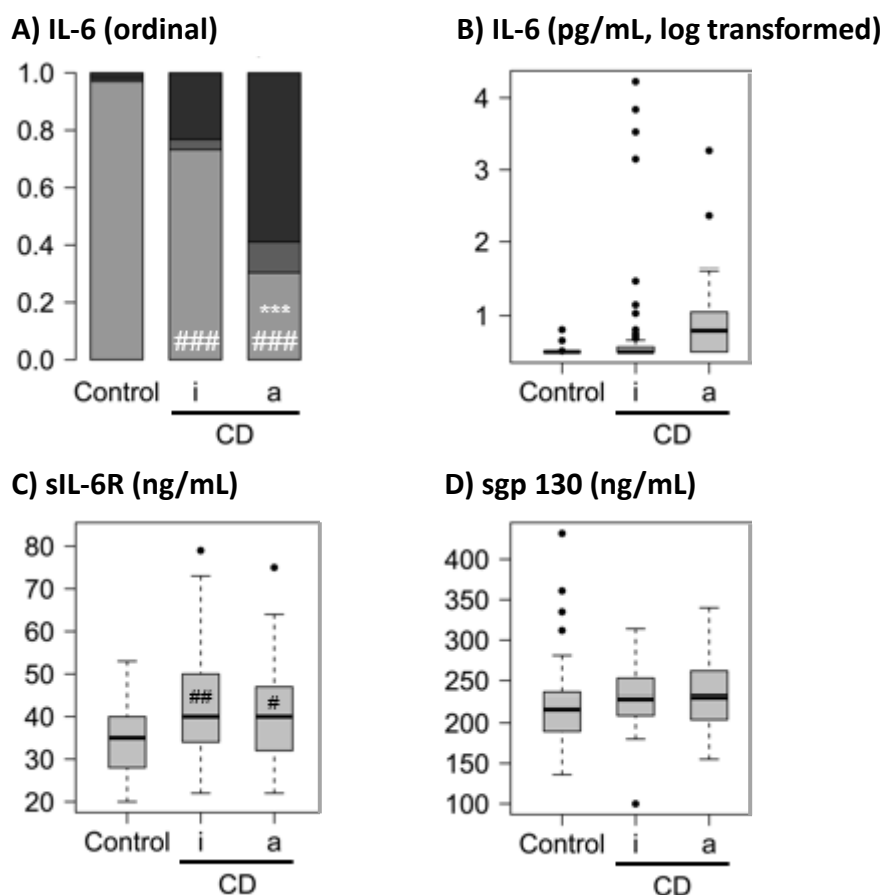 A) IL-6 (ordinal)
1.0
0.8
0.6
0.4
0.2
0.0
***
### ###
Control i a
CD
B) IL-6 (pg/mL, log transformed)
4
3
2
1
Control i a
CD
C) sIL-6R (ng/mL)
80
70
60
50
40
30
20
## #
Control i a
CD
D) sgp 130 (ng/mL)
400
350
300
250
200
150
100
Control i a
CD